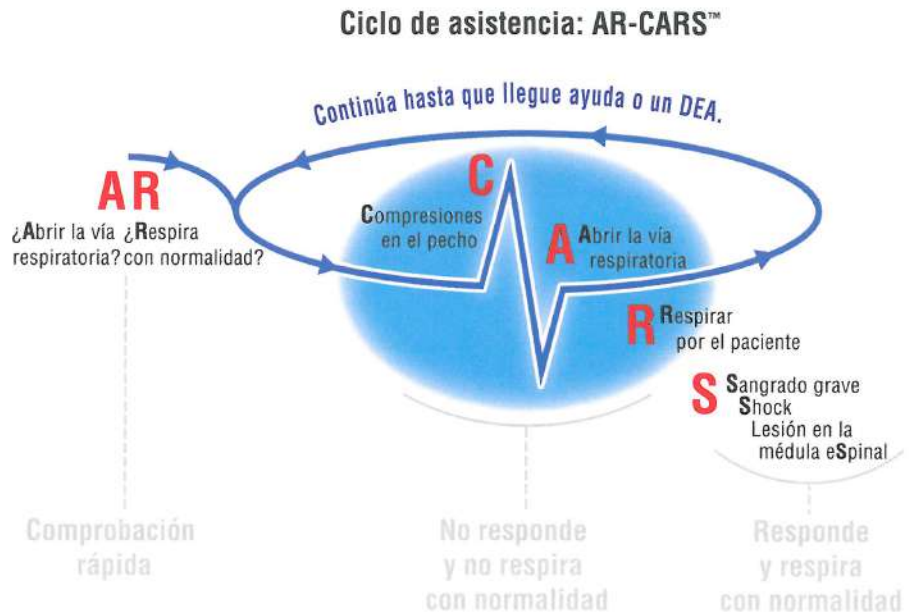 Ciclo de asistencia: AR-CARS™
Continúa hasta que llegue ayuda o un DEA.
AR
¿Abrir la vía ¿Respira
respiratoria? con normalidad?
C
Compresiones
en el pecho
A Abrir la vía
respiratoria
R Respirar
por el paciente
S Sangrado grave
Shock
Lesión en la
médula eSpinal
Comprobación
rápida
No responde
y no respira
con normalidad
Responde
y respira
con normalidad